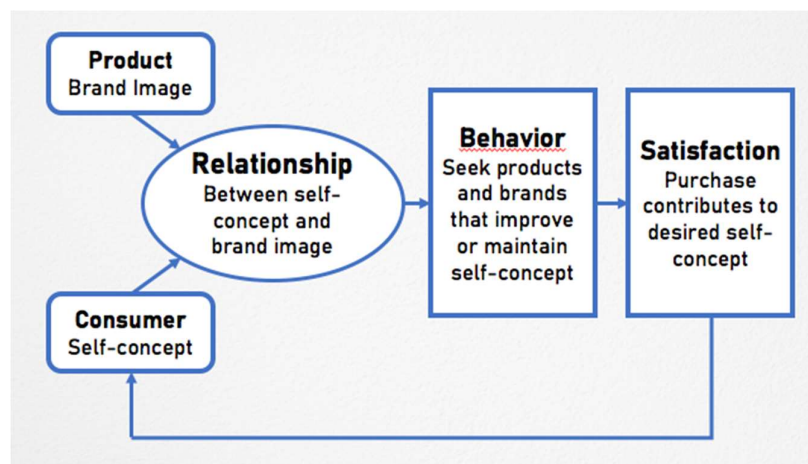 Product
Brand Image
Relationship
Between self-
concept and
brand image
Consumer
Self-concept
Behavior
Seek products
and brands
that improve
or maintain
self-concept
Satisfaction
Purchase
contributes to
desired self-
concept